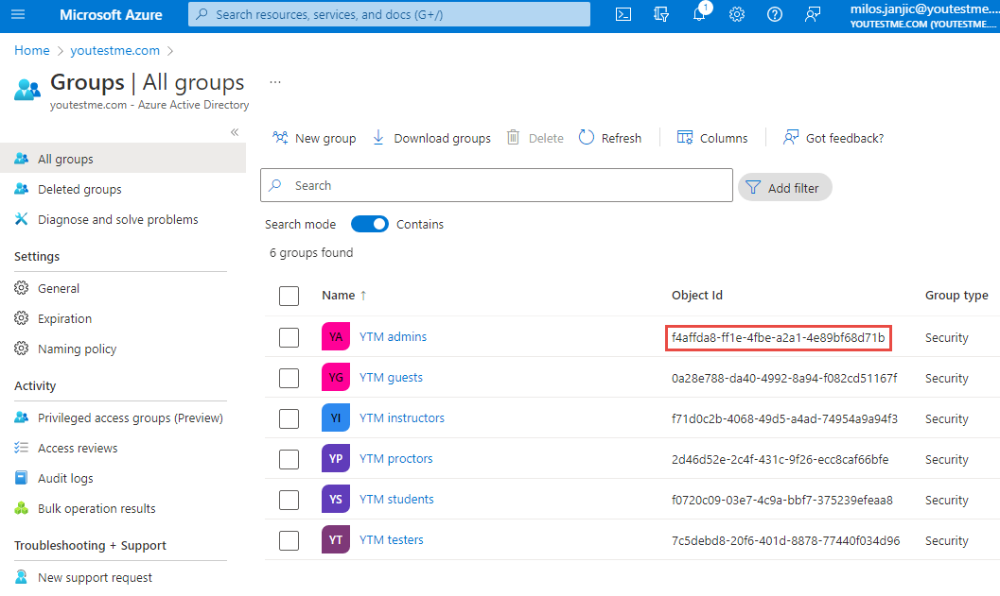 Microsoft Azure
Search resources, services, and docs (G+/)
1
milos.janjic@youtestme....
YOUTESTME.COM (YOUTESTME....
Home > youtestme.com >
Groups | All groups ...
youtestme.com - Azure Active Directory
«
All groups
Deleted groups
Diagnose and solve problems
Settings
General
Expiration
Naming policy
Activity
Privileged access groups (Preview)
Access reviews
Audit logs
Bulk operation results
Troubleshooting + Support
New support request
New group Download groups Delete Refresh Columns Got feedback?
Search Add filter
Search mode Contains
6 groups found
Name ↑ Object Id Group type
YA YTM admins f4affda8-ff1e-4fbe-a2a1-4e89bf68d71b Security
YG YTM guests 0a28e788-da40-4992-8a94-f082cd51167f Security
YI YTM instructors f71d0c2b-4068-49d5-a4ad-74954a9a94f3 Security
YP YTM proctors 2d46d52e-2c4f-431c-9f26-ecc8caf66bfe Security
YS YTM students f0720c09-03e7-4c9a-bbf7-375239efeaa8 Security
YT YTM testers 7c5debd8-20f6-401d-8878-77440f034d96 Security